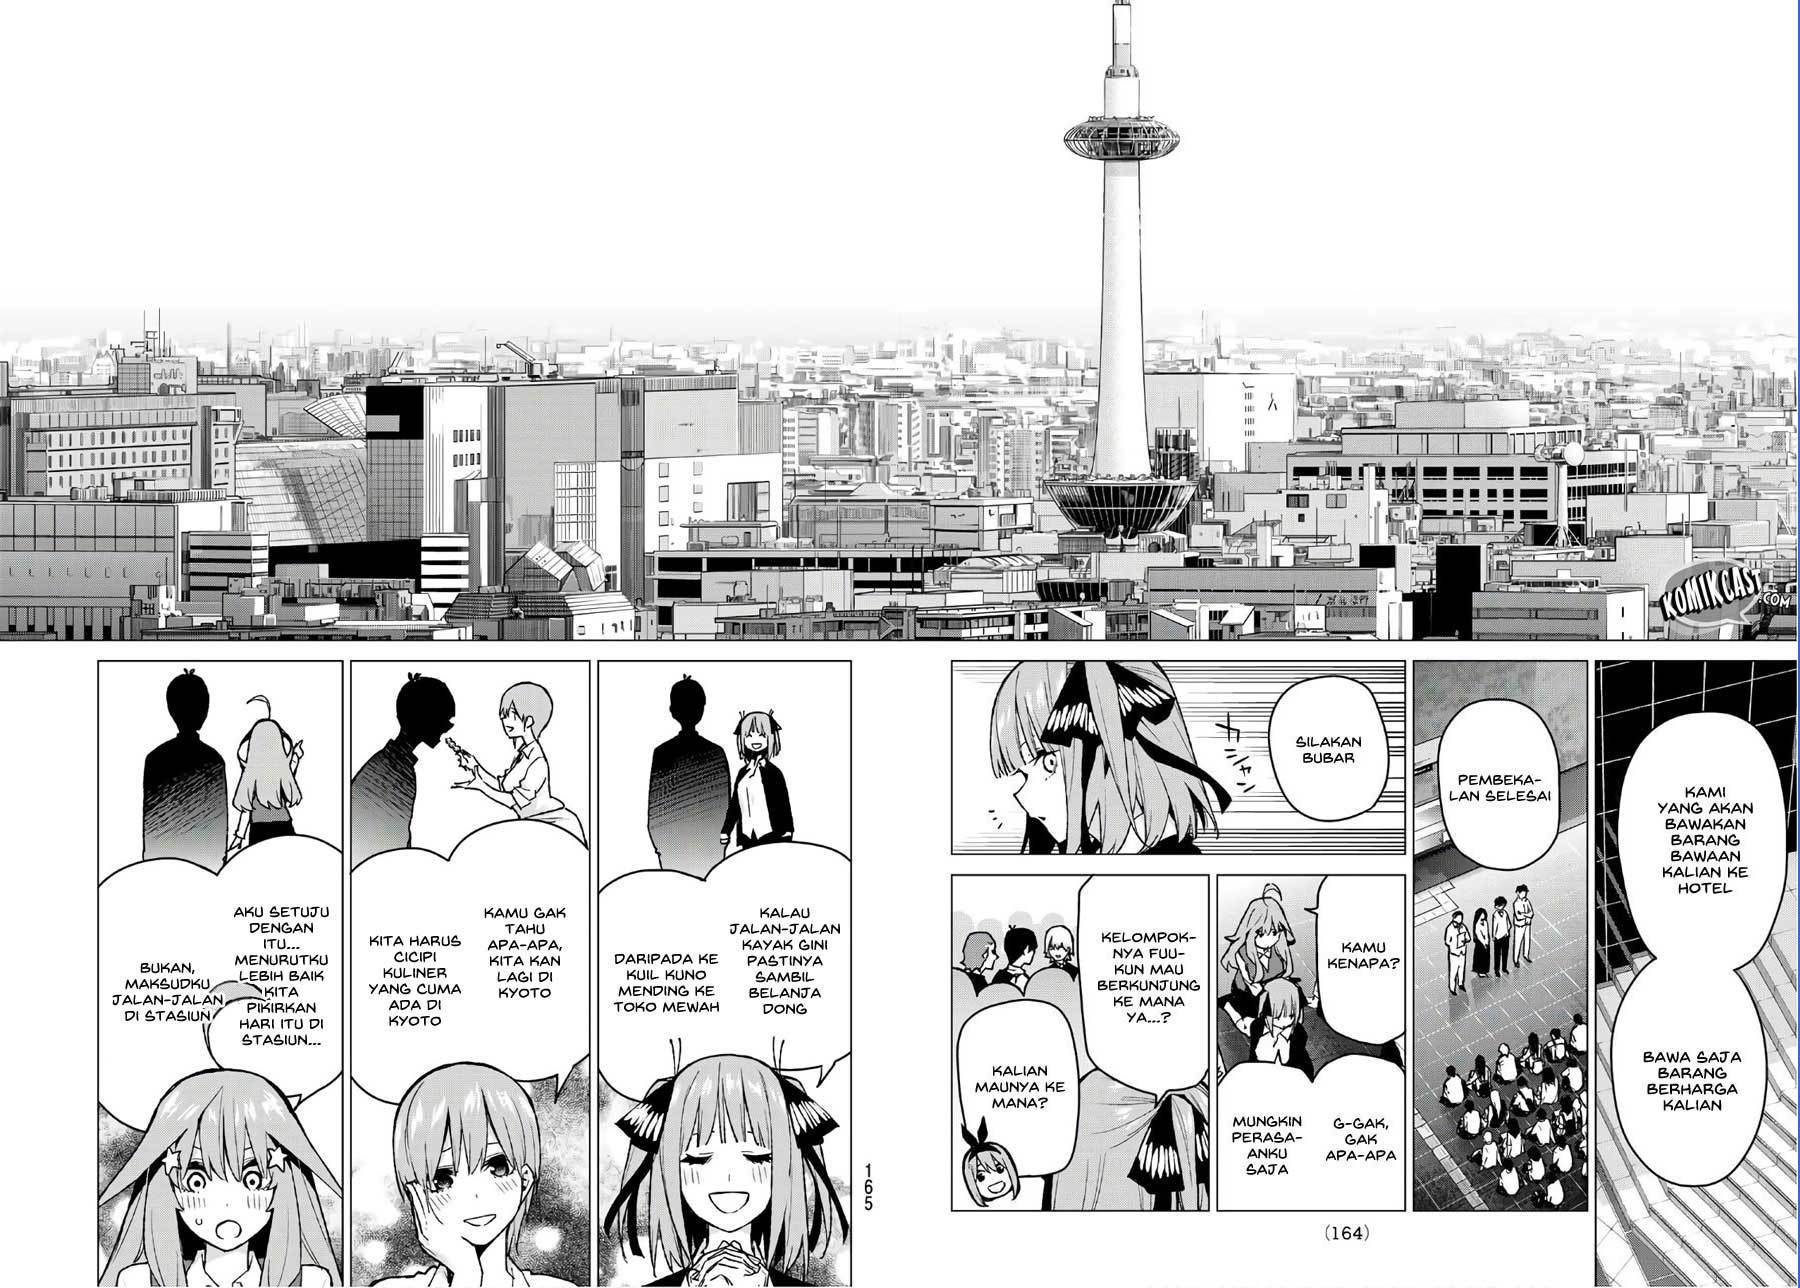 KOMIKCAST
.COM
KAMI
YANG AKAN
BAWAKAN
BARANG
BAWAAN
KALIAN KE
HOTEL
BAWA SAJA
BARANG
BERHARGA
KALIAN
PEMBEKA-
LAN SELESAI
SILAKAN
BUBAR
KAMU
KENAPA?
G-GAK,
GAK
APA-APA
MUNGKIN
PERASA-
ANKU
SAJA
KELOMPOK-
NYA FUU-
KUN MAU
BERKUNJUNG
KE MANA
YA...?
KALIAN
MAUNYA KE
MANA?
(164)
KALAU
JALAN-JALAN
KAYAK GINI
PASTINYA
SAMBIL
BELANJA
DONG
DARIPADA KE
KUIL KUNO
MENDING KE
TOKO MEWAH
KAMU GAK
TAHU
APA-APA,
KITA KAN
LAGI DI
KYOTO
KITA HARUS
CICIPI
KULINER
YANG CUMA
ADA DI
KYOTO
AKU SETUJU
DENGAN
ITU...
MENURUTKU
LEBIH BAIK
KITA
PIKIRKAN
HARI ITU DI
STASIUN...
BUKAN,
MAKSUDKU
JALAN-JALAN
DI STASIUN
165